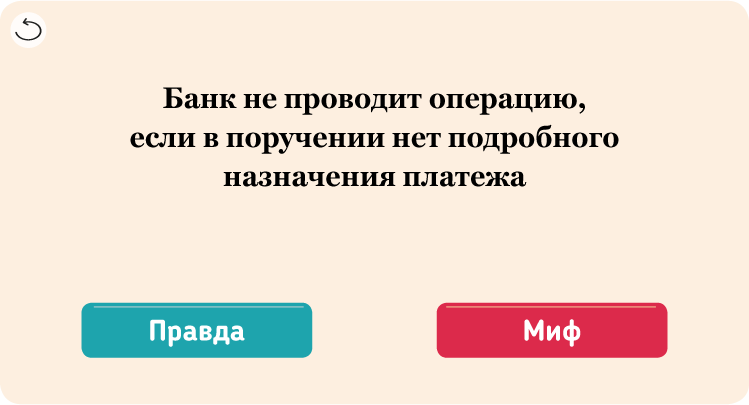 Банк не проводит операцию,
если в поручении нет подробного
назначения платежа
Правда
Миф